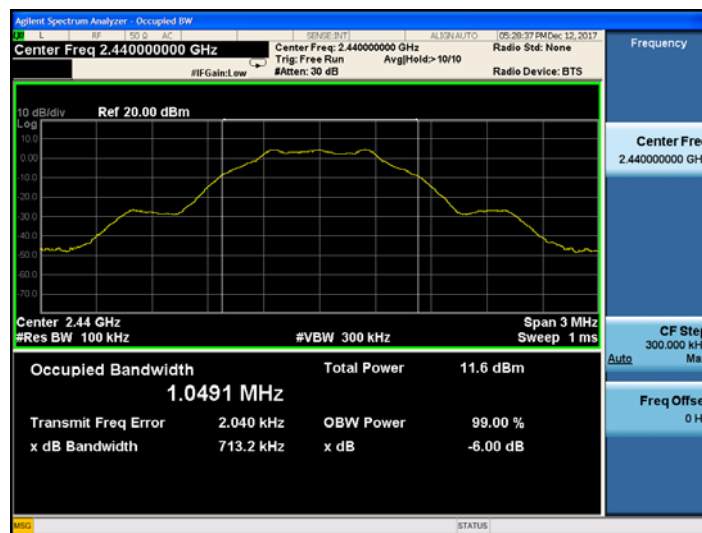 Agilent Spectrum Analyzer - Occupied BW
L RF 50 Ω AC SENSE:INT ALIGN AUTO 05:28:37 PM Dec 12, 2017
Center Freq 2.440000000 GHz
Center Freq: 2.440000000 GHz
Radio Std: None
Trig: Free Run Avg|Hold:> 10/10
#IFGain:Low
#Atten: 30 dB
Radio Device: BTS
Frequency
10 dB/div Ref 20.00 dBm
Log
10.0
0.00
-10.0
-20.0
-30.0
-40.0
-50.0
-60.0
-70.0
Center Fre
2.440000000 GH
Center 2.44 GHz Span 3 MHz
#Res BW 100 kHz #VBW 300 kHz Sweep 1 ms
CF Step
300.000 kH
Auto Ma
Occupied Bandwidth Total Power 11.6 dBm
1.0491 MHz
Transmit Freq Error 2.040 kHz OBW Power 99.00 %
x dB Bandwidth 713.2 kHz x dB -6.00 dB
Freq Offse
0 H
MSG STATUS